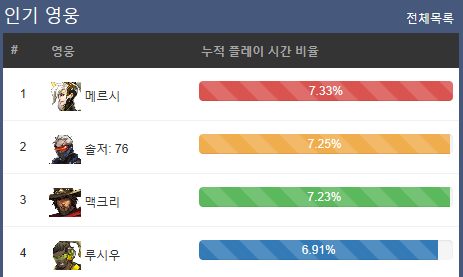 인기 영웅 전체목록
# 영웅 누적 플레이 시간 비율
1 메르시 7.33%
2 솔저: 76 7.25%
3 맥크리 7.23%
4 루시우 6.91%